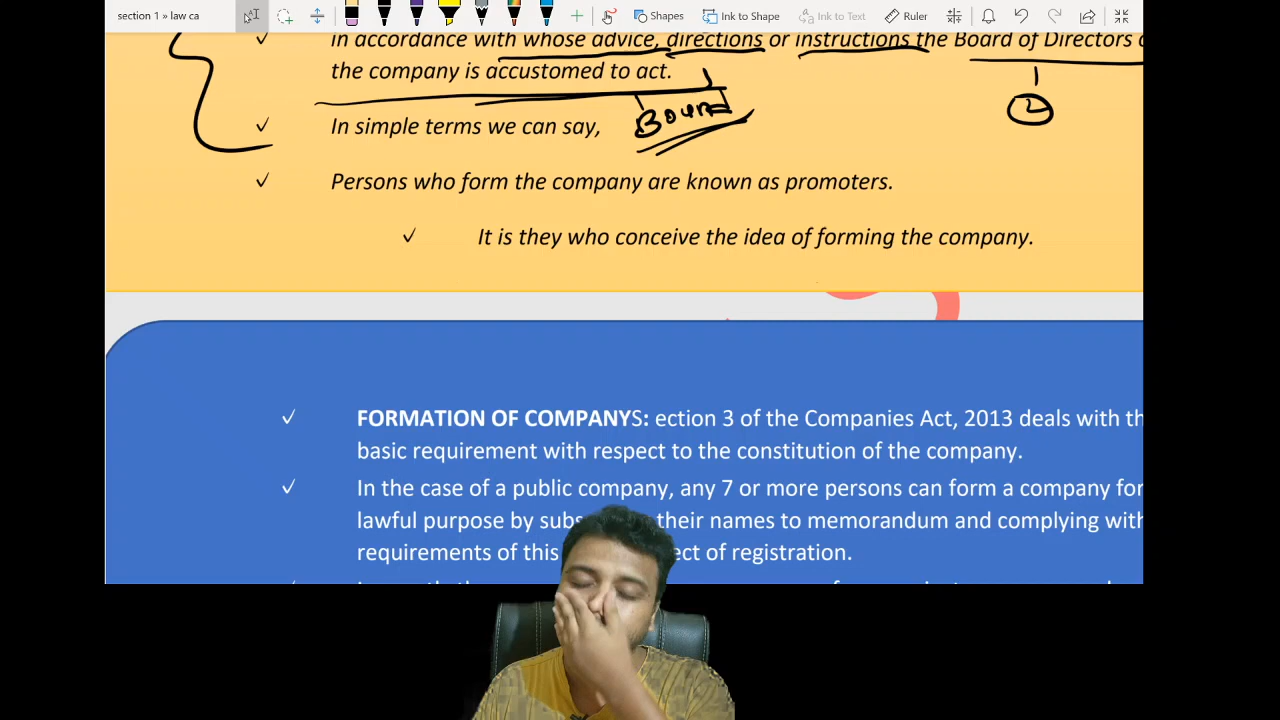 section 1 » law ca
Shapes Ink to Shape Ink to Text Ruler
In accordance with whose advice, directions or instructions the Board of Directors
the company is accustomed to act.
Bound
2
In simple terms we can say,
Persons who form the company are known as promoters.
It is they who conceive the idea of forming the company.
FORMATION OF COMPANYS: ection 3 of the Companies Act, 2013 deals with th
basic requirement with respect to the constitution of the company.
In the case of a public company, any 7 or more persons can form a company for
lawful purpose by subs their names to memorandum and complying with
requirements of this ect of registration.